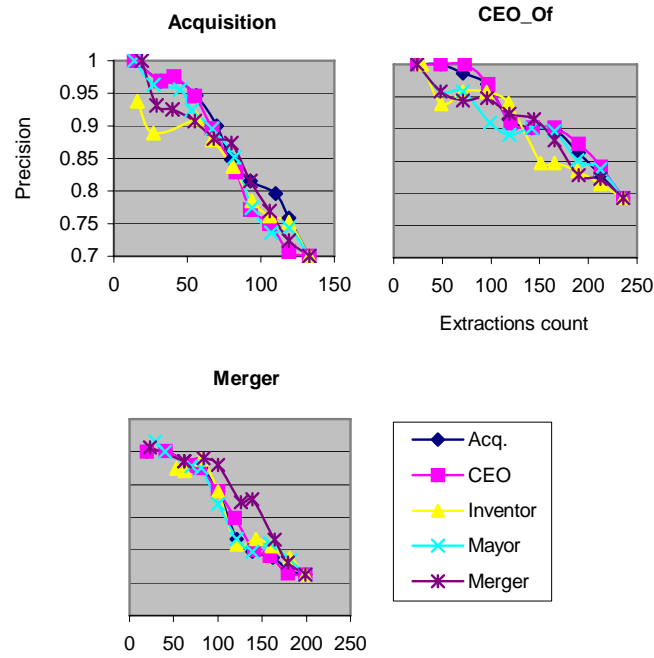 Acquisition
CEO_Of
Precision
1
0.95
0.9
0.85
0.8
0.75
0.7
0 50 100 150
0 50 100 150 200 250
Extractions count
Merger
0 50 100 150 200 250
Acq.
CEO
Inventor
Mayor
Merger